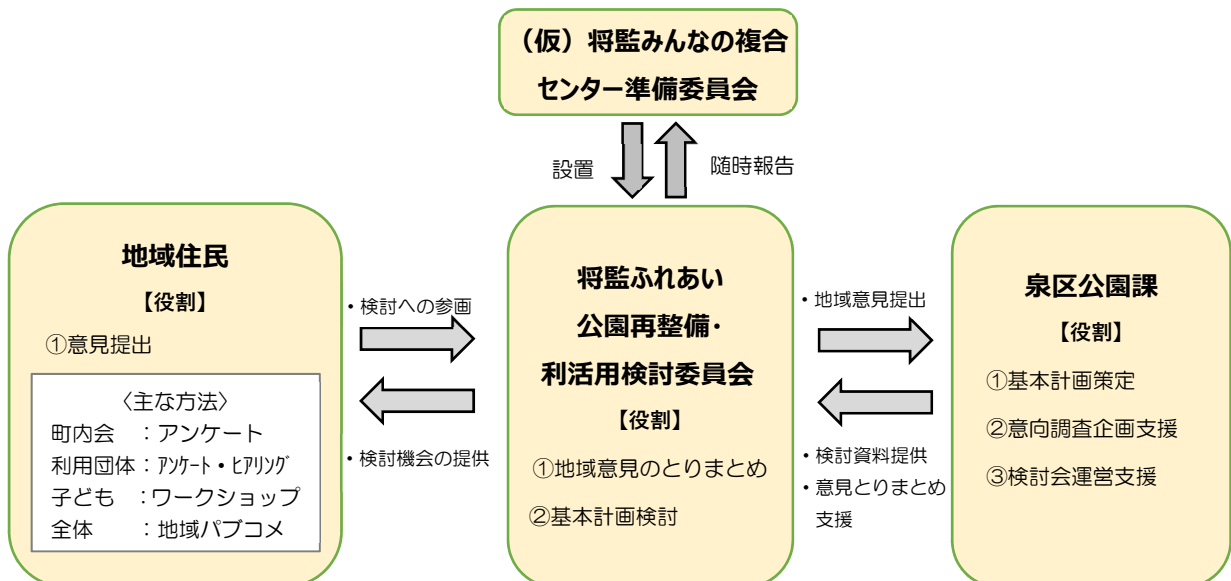 （仮）将監みんなの複合
センター準備委員会
設置
随時報告
地域住民
【役割】
①意見提出
〈主な方法〉
町内会　：アンケート
利用団体：ｱﾝｹｰﾄ・ﾋｱﾘﾝｸﾞ
子ども　：ワークショップ
全体　　：地域パブコメ
・検討への参画
・検討機会の提供
将監ふれあい
公園再整備・
利活用検討委員会
【役割】
①地域意見のとりまとめ
②基本計画検討
・地域意見提出
・検討資料提供
・意見とりまとめ
支援
泉区公園課
【役割】
①基本計画策定
②意向調査企画支援
③検討会運営支援